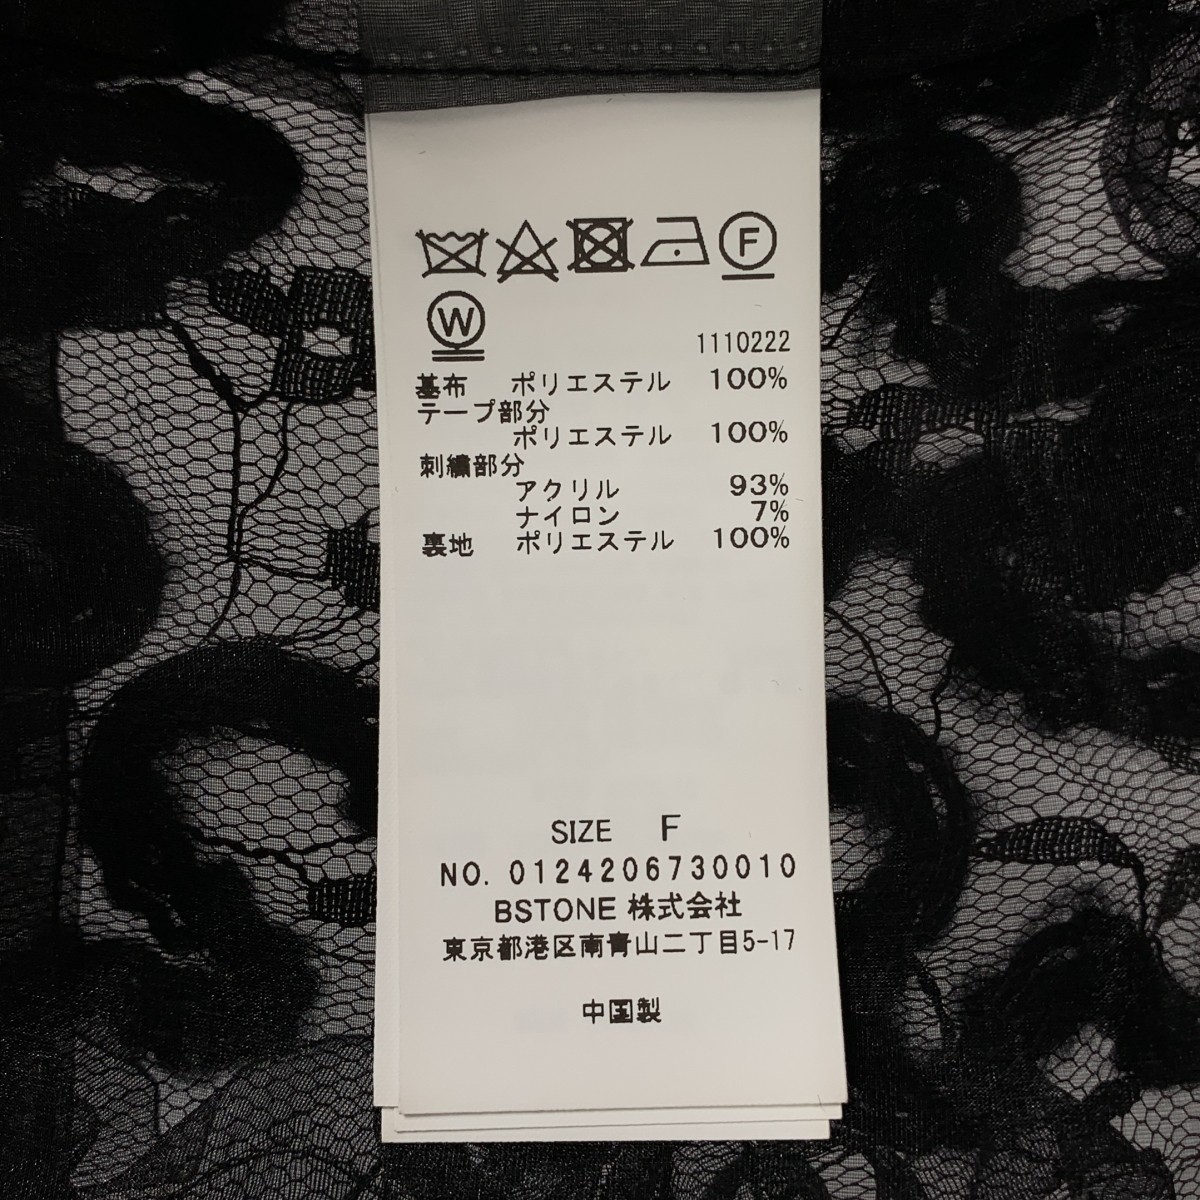 F
W
1110222
基布 ポリエステル 100%
テープ部分
ポリエステル 100%
刺繍部分
アクリル 93%
ナイロン 7%
裏地 ポリエステル 100%
SIZE F
NO. 0124206730010
BSTONE 株式会社
東京都港区南青山二丁目5-17
中国製